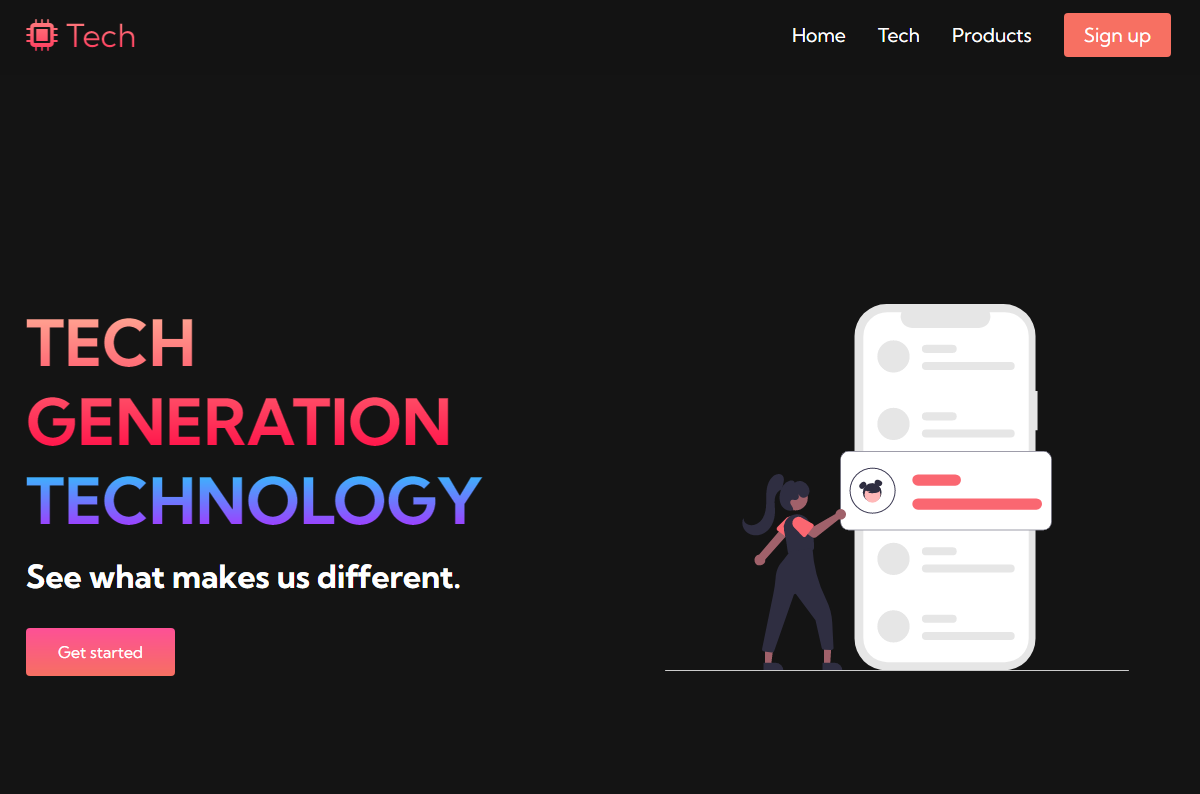 Tech
Home
Tech
Products
Sign up
TECH
GENERATION
TECHNOLOGY
See what makes us different.
Get started